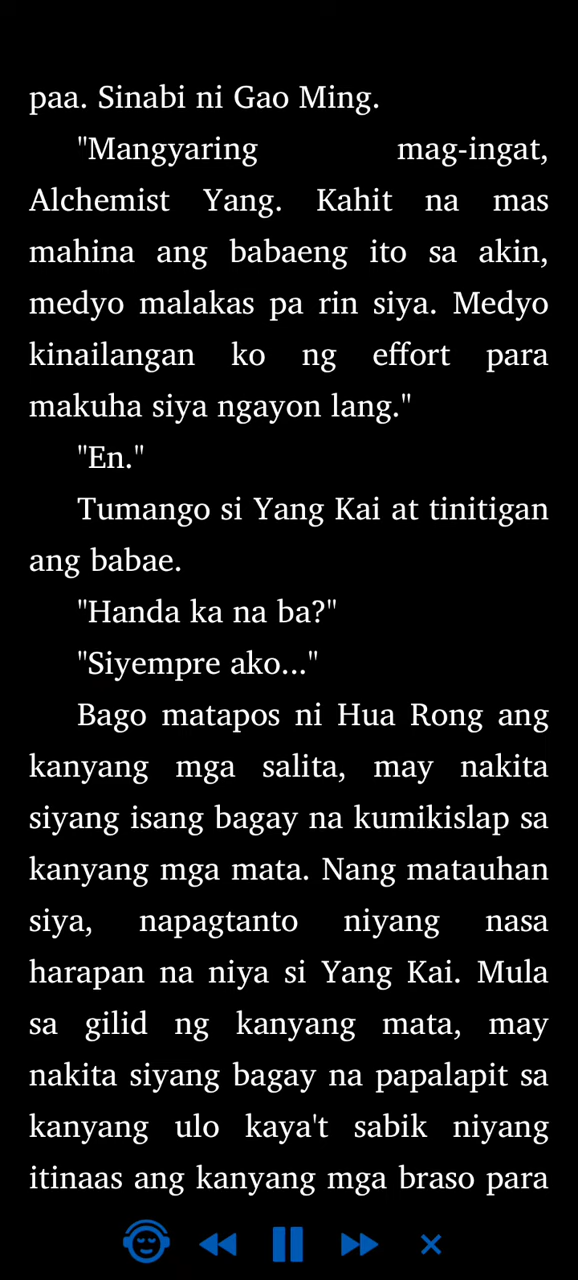 paa. Sinabi ni Gao Ming.
"Mangyaring mag-ingat,
Alchemist Yang. Kahit na mas
mahina ang babaeng ito sa akin,
medyo malakas pa rin siya. Medyo
kinailangan ko ng effort para
makuha siya ngayon lang."
"En."
Tumango si Yang Kai at tinitigan
ang babae.
"Handa ka na ba?"
"Siyempre ako..."
Bago matapos ni Hua Rong ang
kanyang mga salita, may nakita
siyang isang bagay na kumikislap sa
kanyang mga mata. Nang matauhan
siya, napagtanto niyang nasa
harapan na niya si Yang Kai. Mula
sa gilid ng kanyang mata, may
nakita siyang bagay na papalapit sa
kanyang ulo kaya't sabik niyang
itinaas ang kanyang mga braso para